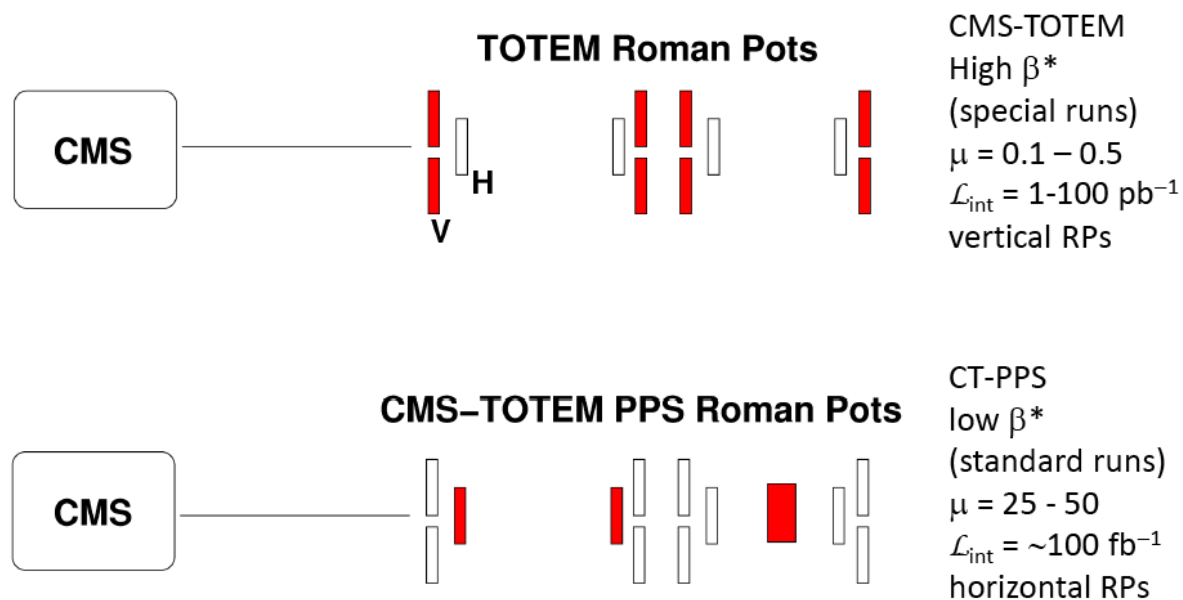 TOTEM Roman Pots
CMS
H
V
CMS-TOTEM
High β*
(special runs)
μ = 0.1 – 0.5
ℒint = 1-100 pb⁻¹
vertical RPs
CMS–TOTEM PPS Roman Pots
CMS
CT-PPS
low β*
(standard runs)
μ = 25 - 50
ℒint = ~100 fb⁻¹
horizontal RPs